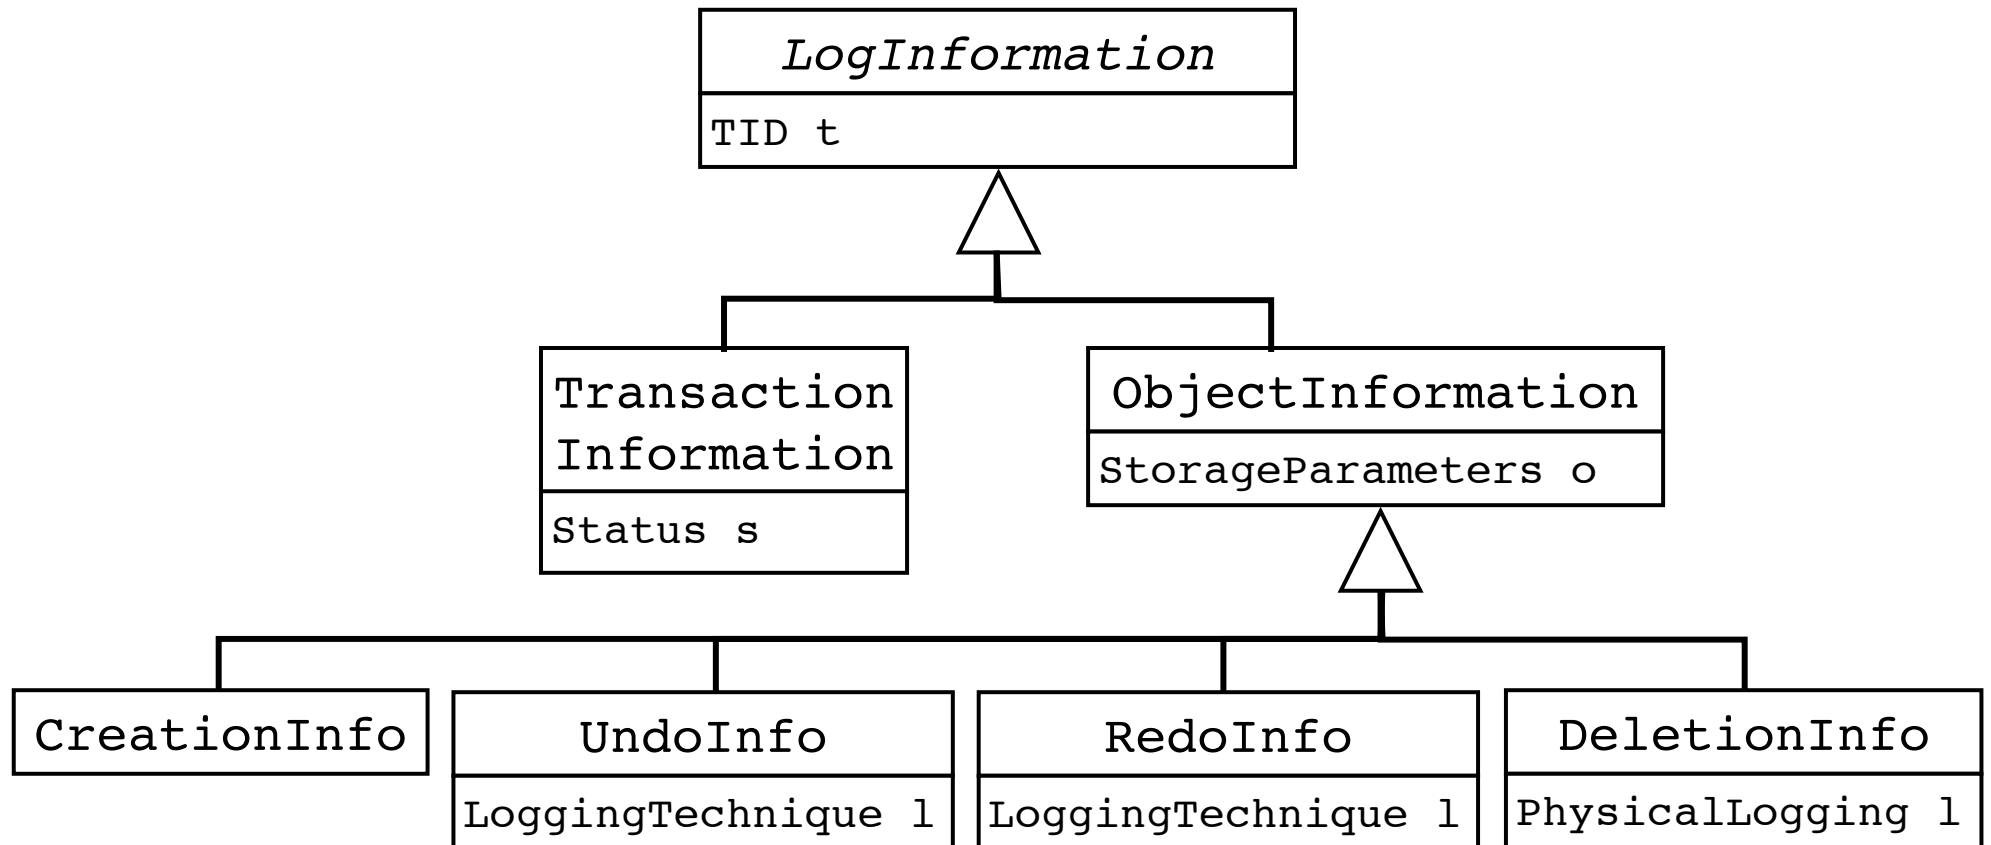 LogInformation
TID t
Transaction
Information
Status s
ObjectInformation
StorageParameters o
CreationInfo
UndoInfo
LoggingTechnique l
RedoInfo
LoggingTechnique l
DeletionInfo
PhysicalLogging l